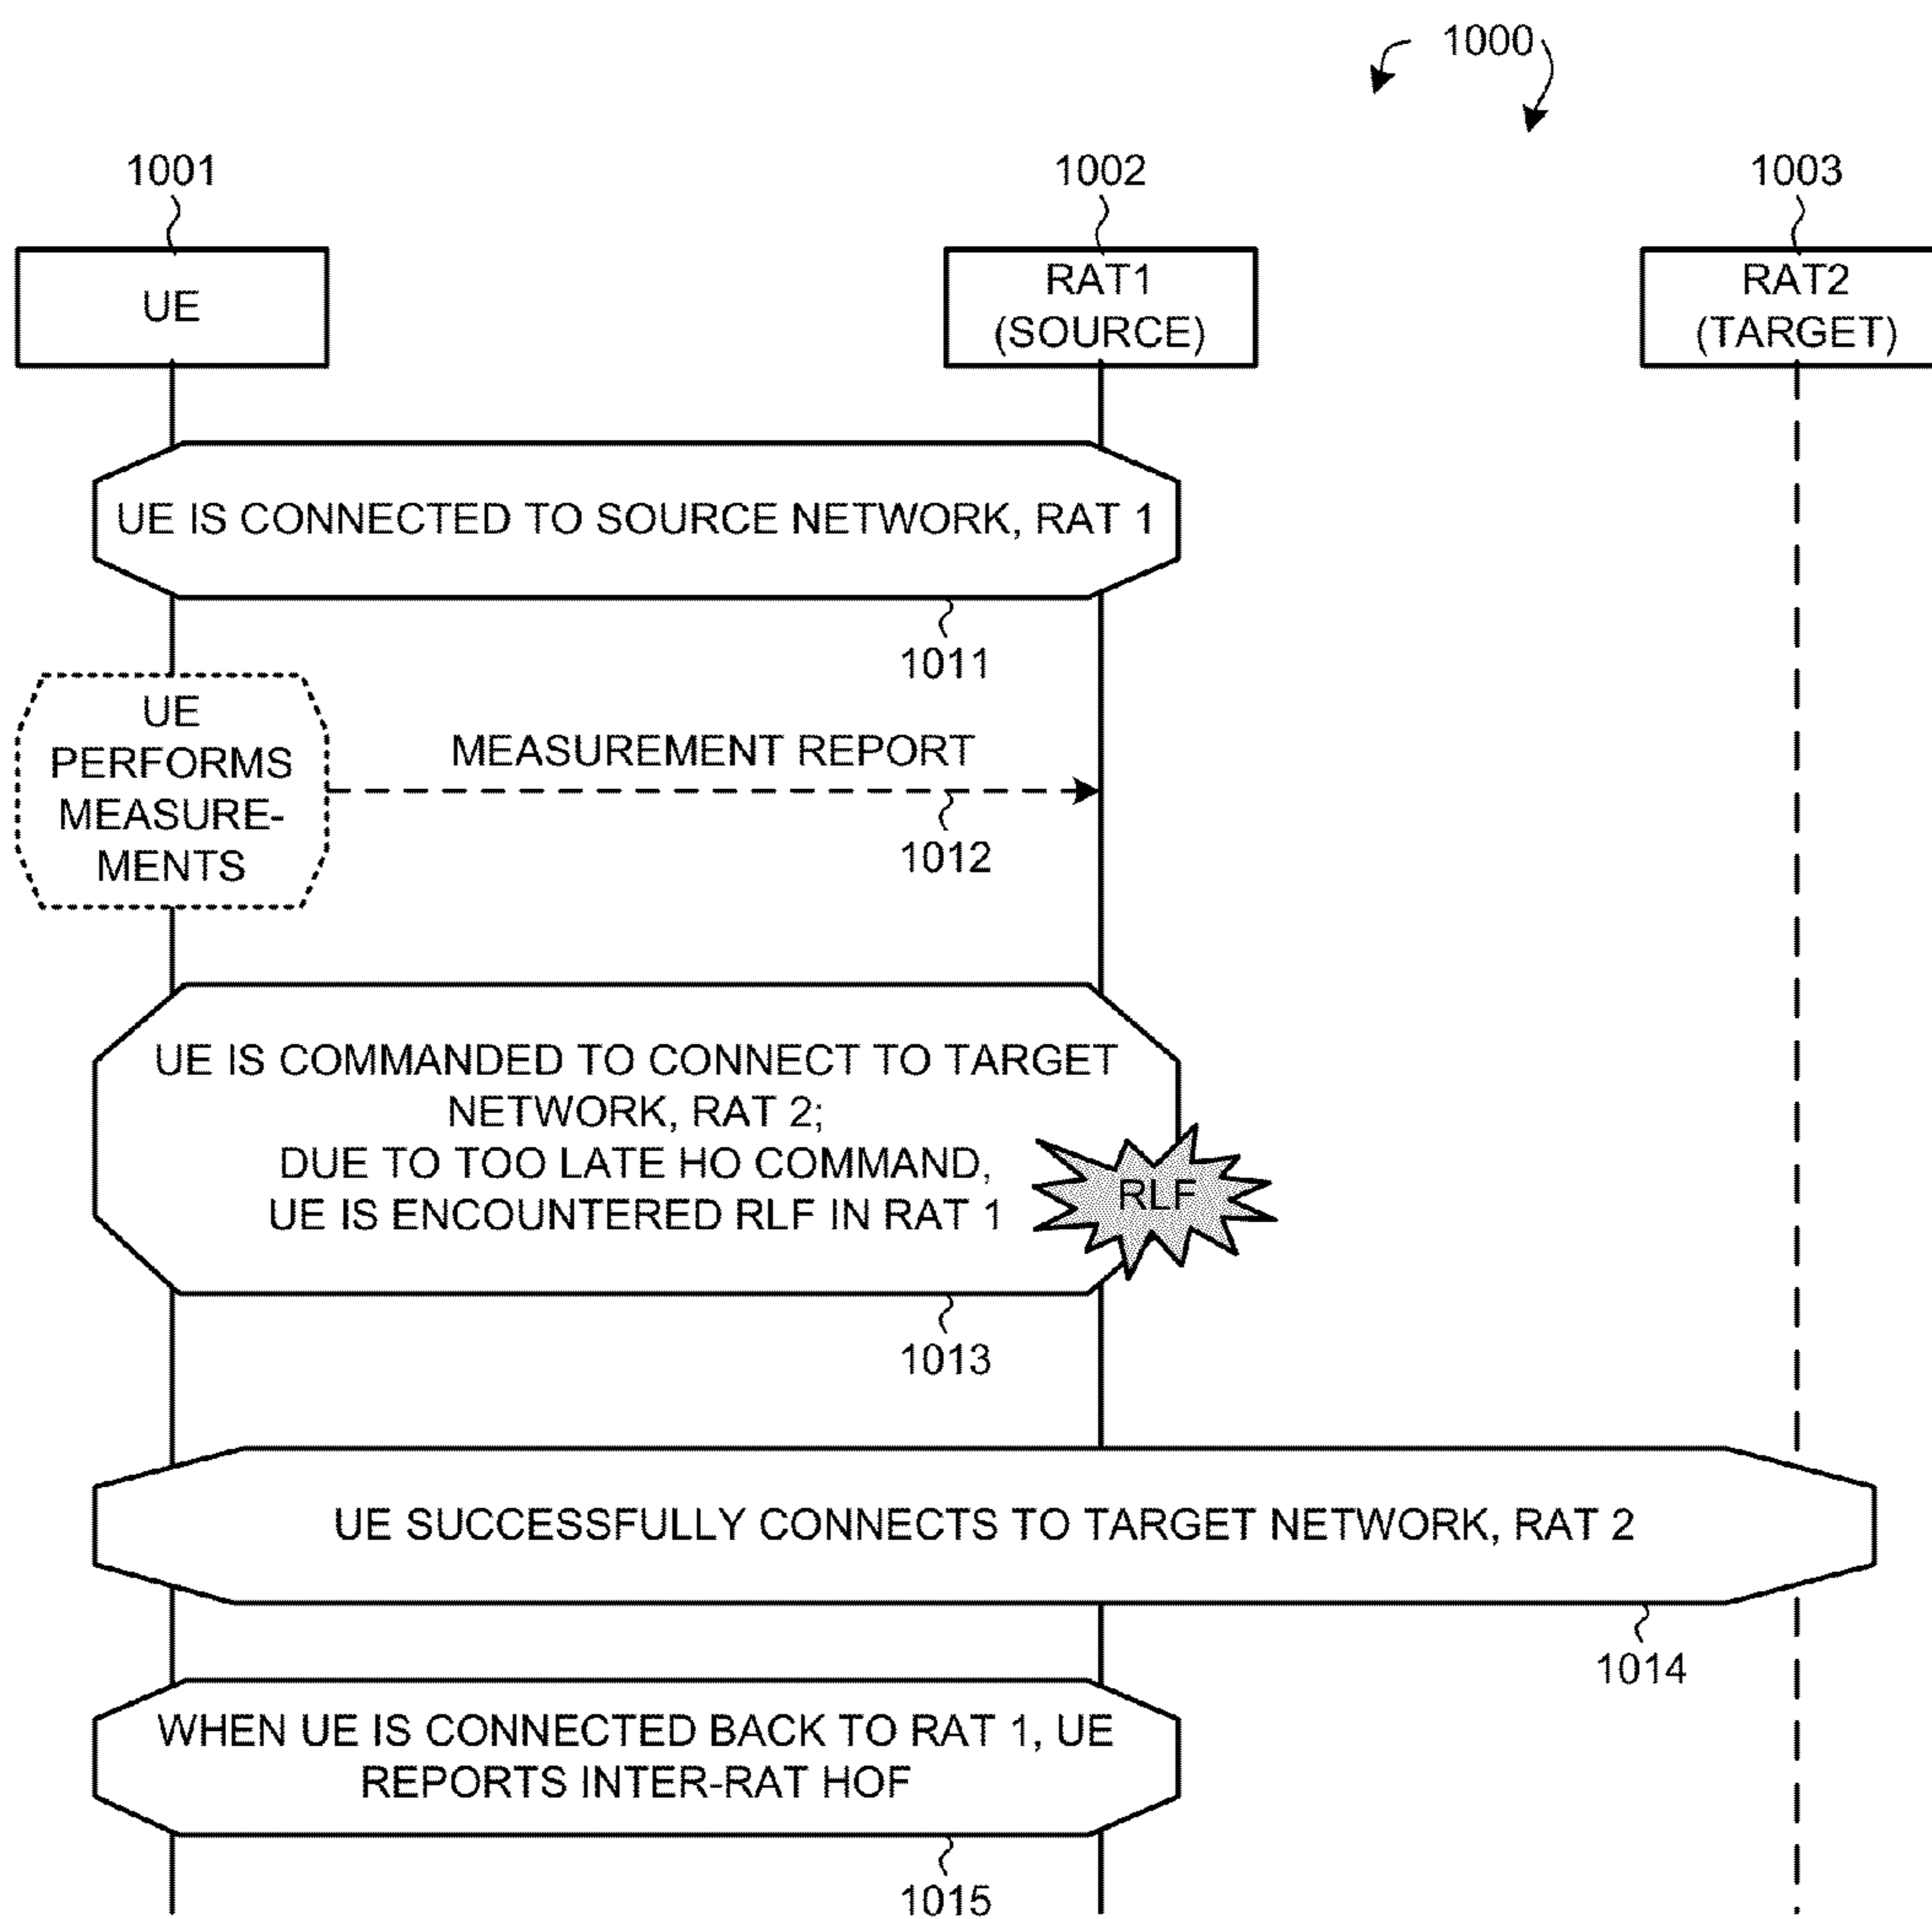 1000
1001
1002
1003
UE
RAT1
(SOURCE)
RAT2
(TARGET)
UE IS CONNECTED TO SOURCE NETWORK, RAT 1
1011
UE
PERFORMS
MEASURE-
MENTS
MEASUREMENT REPORT
1012
UE IS COMMANDED TO CONNECT TO TARGET
NETWORK, RAT 2;
DUE TO TOO LATE HO COMMAND,
UE IS ENCOUNTERED RLF IN RAT 1
RLF
1013
UE SUCCESSFULLY CONNECTS TO TARGET NETWORK, RAT 2
1014
WHEN UE IS CONNECTED BACK TO RAT 1, UE
REPORTS INTER-RAT HOF
1015